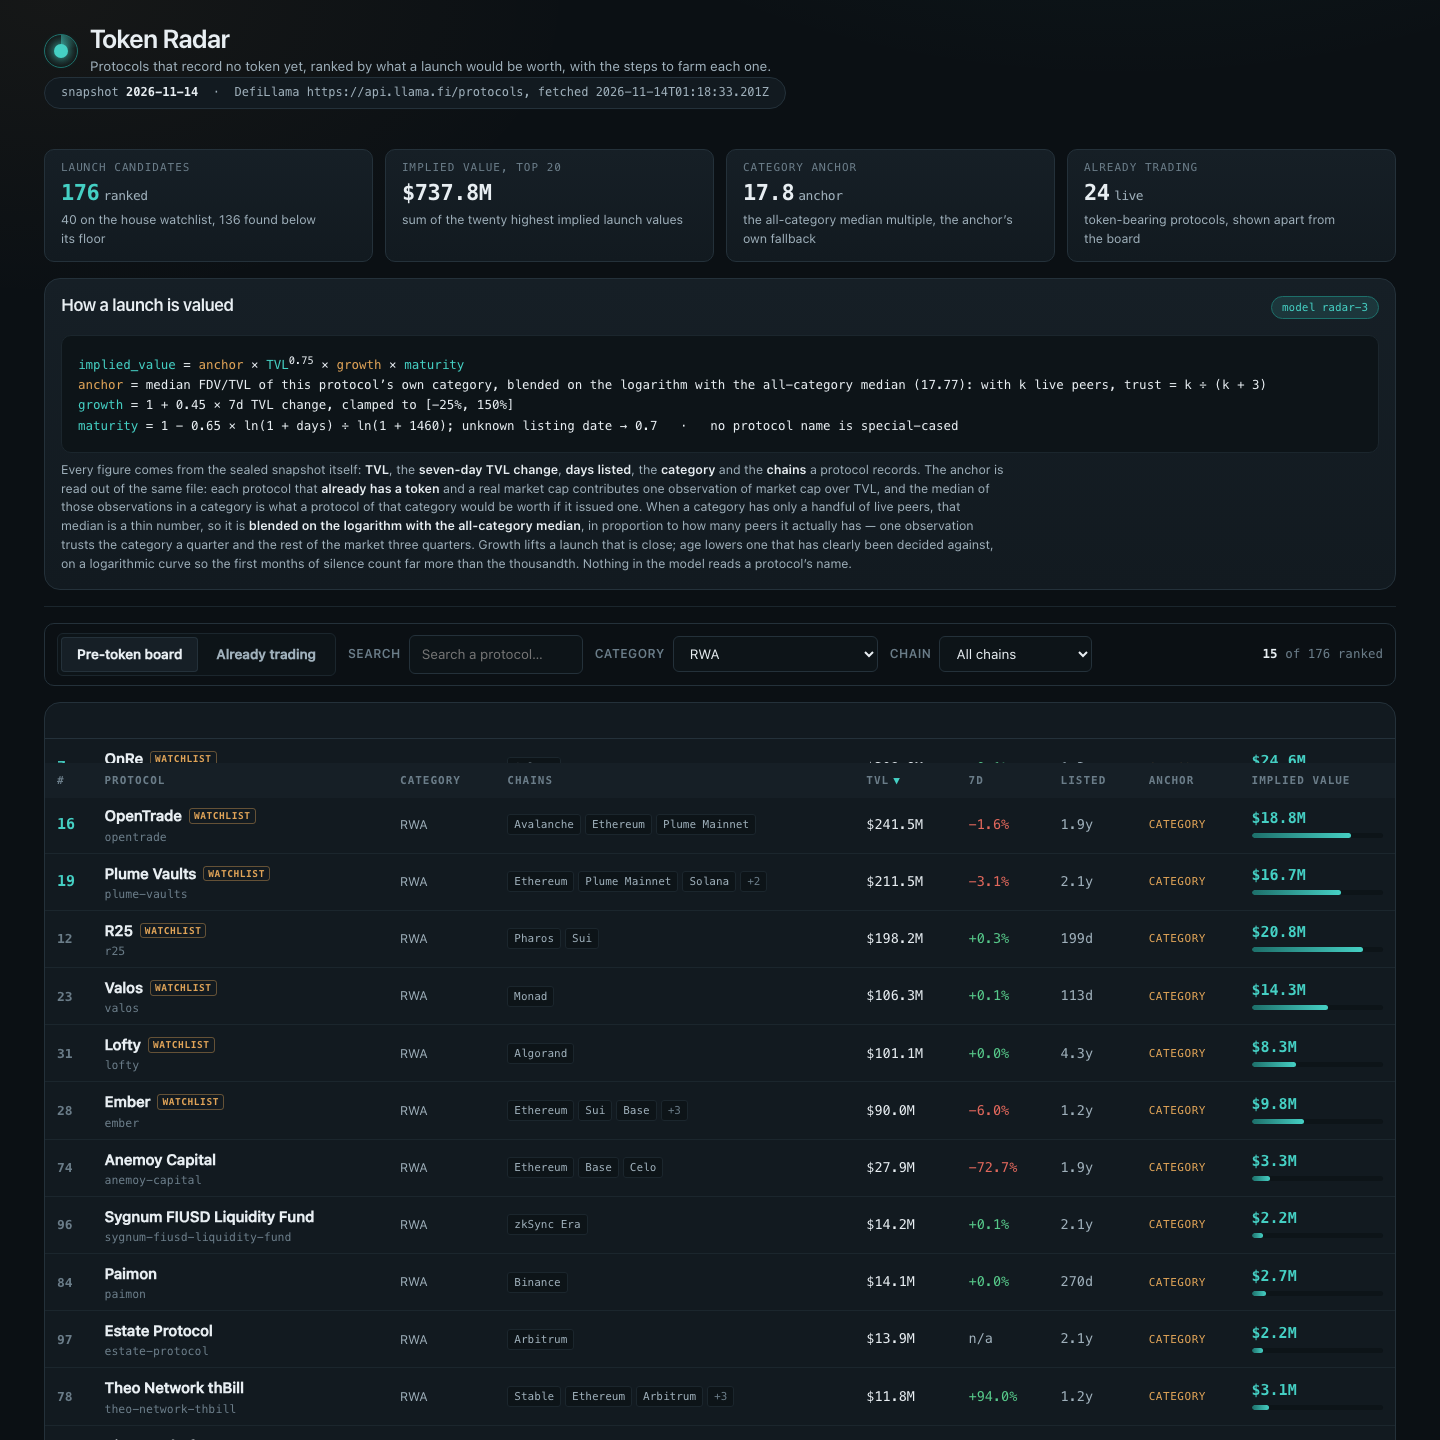 Token Radar
Protocols that record no token yet, ranked by what a launch would be worth, with the steps to farm each one.
snapshot 2026-11-14 · DefiLlama https://api.llama.fi/protocols, fetched 2026-11-14T01:18:33.201Z
LAUNCH CANDIDATES
176 ranked
40 on the house watchlist, 136 found below
its floor
IMPLIED VALUE, TOP 20
$737.8M
sum of the twenty highest implied launch values
CATEGORY ANCHOR
17.8 anchor
the all-category median multiple, the anchor's
own fallback
ALREADY TRADING
24 live
token-bearing protocols, shown apart from
the board
How a launch is valued
model radar-3
implied_value = anchor × TVL^0.75 × growth × maturity
anchor = median FDV/TVL of this protocol's own category, blended on the logarithm with the all-category median (17.77): with k live peers, trust = k ÷ (k + 3)
growth = 1 + 0.45 × 7d TVL change, clamped to [−25%, 150%]
maturity = 1 − 0.65 × ln(1 + days) ÷ ln(1 + 1460); unknown listing date → 0.7 · no protocol name is special-cased
Every figure comes from the sealed snapshot itself: TVL, the seven-day TVL change, days listed, the category and the chains a protocol records. The anchor is
read out of the same file: each protocol that already has a token and a real market cap contributes one observation of market cap over TVL, and the median of
those observations in a category is what a protocol of that category would be worth if it issued one. When a category has only a handful of live peers, that
median is a thin number, so it is blended on the logarithm with the all-category median, in proportion to how many peers it actually has — one observation
trusts the category a quarter and the rest of the market three quarters. Growth lifts a launch that is close; age lowers one that has clearly been decided against,
on a logarithmic curve so the first months of silence count far more than the thousandth. Nothing in the model reads a protocol's name.
Pre-token board Already trading SEARCH Search a protocol... CATEGORY RWA CHAIN All chains 15 of 176 ranked
OnRe WATCHLIST $24.6M
# PROTOCOL CATEGORY CHAINS TVL ▼ 7D LISTED ANCHOR IMPLIED VALUE
16 OpenTrade WATCHLIST RWA Avalanche Ethereum Plume Mainnet $241.5M −1.6% 1.9y CATEGORY $18.8M
opentrade
19 Plume Vaults WATCHLIST RWA Ethereum Plume Mainnet Solana +2 $211.5M −3.1% 2.1y CATEGORY $16.7M
plume-vaults
12 R25 WATCHLIST RWA Pharos Sui $198.2M +0.3% 199d CATEGORY $20.8M
r25
23 Valos WATCHLIST RWA Monad $106.3M +0.1% 113d CATEGORY $14.3M
valos
31 Lofty WATCHLIST RWA Algorand $101.1M +0.0% 4.3y CATEGORY $8.3M
lofty
28 Ember WATCHLIST RWA Ethereum Sui Base +3 $90.0M −6.0% 1.2y CATEGORY $9.8M
ember
74 Anemoy Capital RWA Ethereum Base Celo $27.9M −72.7% 1.9y CATEGORY $3.3M
anemoy-capital
96 Sygnum FIUSD Liquidity Fund RWA zkSync Era $14.2M +0.1% 2.1y CATEGORY $2.2M
sygnum-fiusd-liquidity-fund
84 Paimon RWA Binance $14.1M +0.0% 270d CATEGORY $2.7M
paimon
97 Estate Protocol RWA Arbitrum $13.9M n/a 2.1y CATEGORY $2.2M
estate-protocol
78 Theo Network thBill RWA Stable Ethereum Arbitrum +3 $11.8M +94.0% 1.2y CATEGORY $3.1M
theo-network-thbill